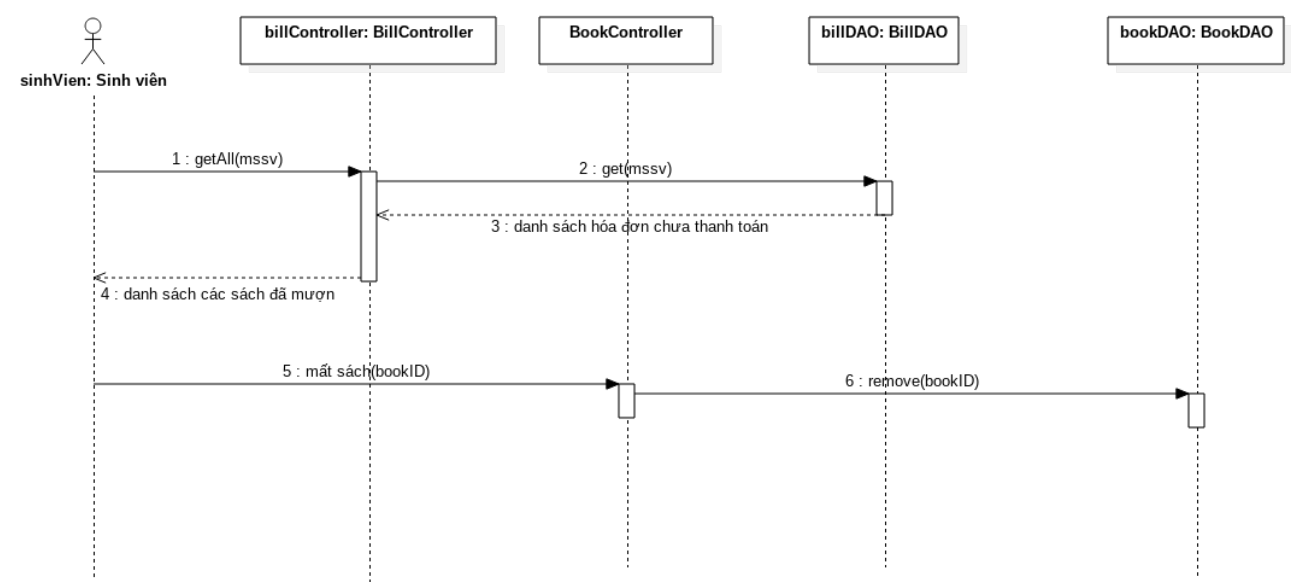 billController: BillController
BookController
billDAO: BillDAO
bookDAO: BookDAO
sinhVien: Sinh viên
1 : getAll(mssv)
2 : get(mssv)
3 : danh sách hóa đơn chưa thanh toán
4 : danh sách các sách đã mượn
5 : mất sách(bookID)
6 : remove(bookID)